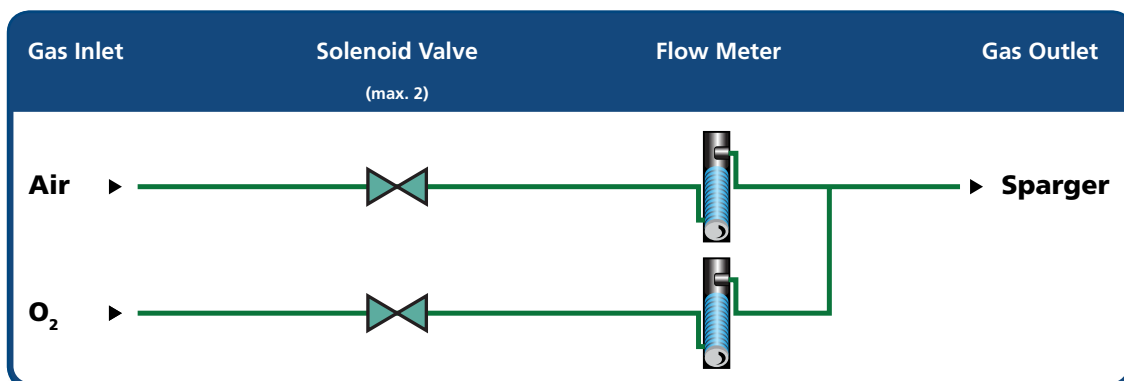 Gas Inlet Solenoid Valve Flow Meter Gas Outlet
(max. 2)
Air Sparger
O₂